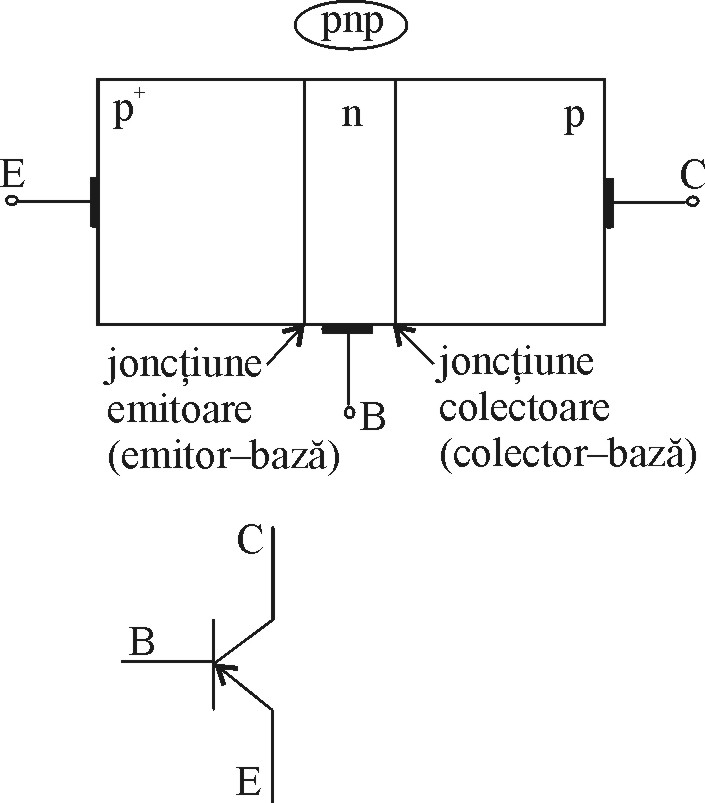 pnp
p⁺
n
p
E
C
joncțiune
emitoare
(emitor–bază)
B
joncțiune
colectoare
(colector–bază)
C
B
E